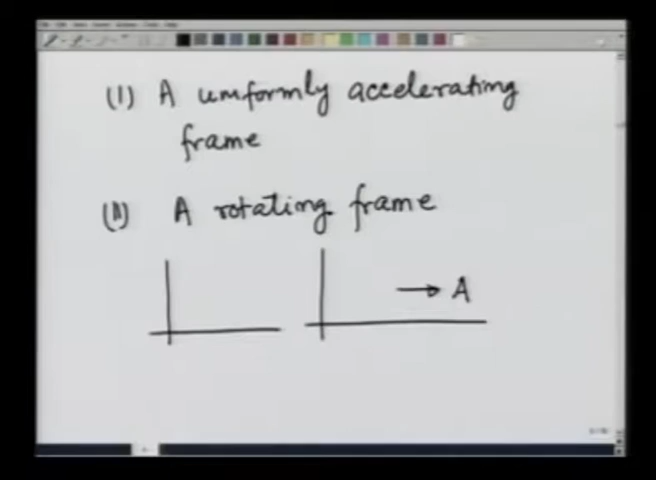 (I) A uniformly accelerating
frame
(II) A rotating frame
A